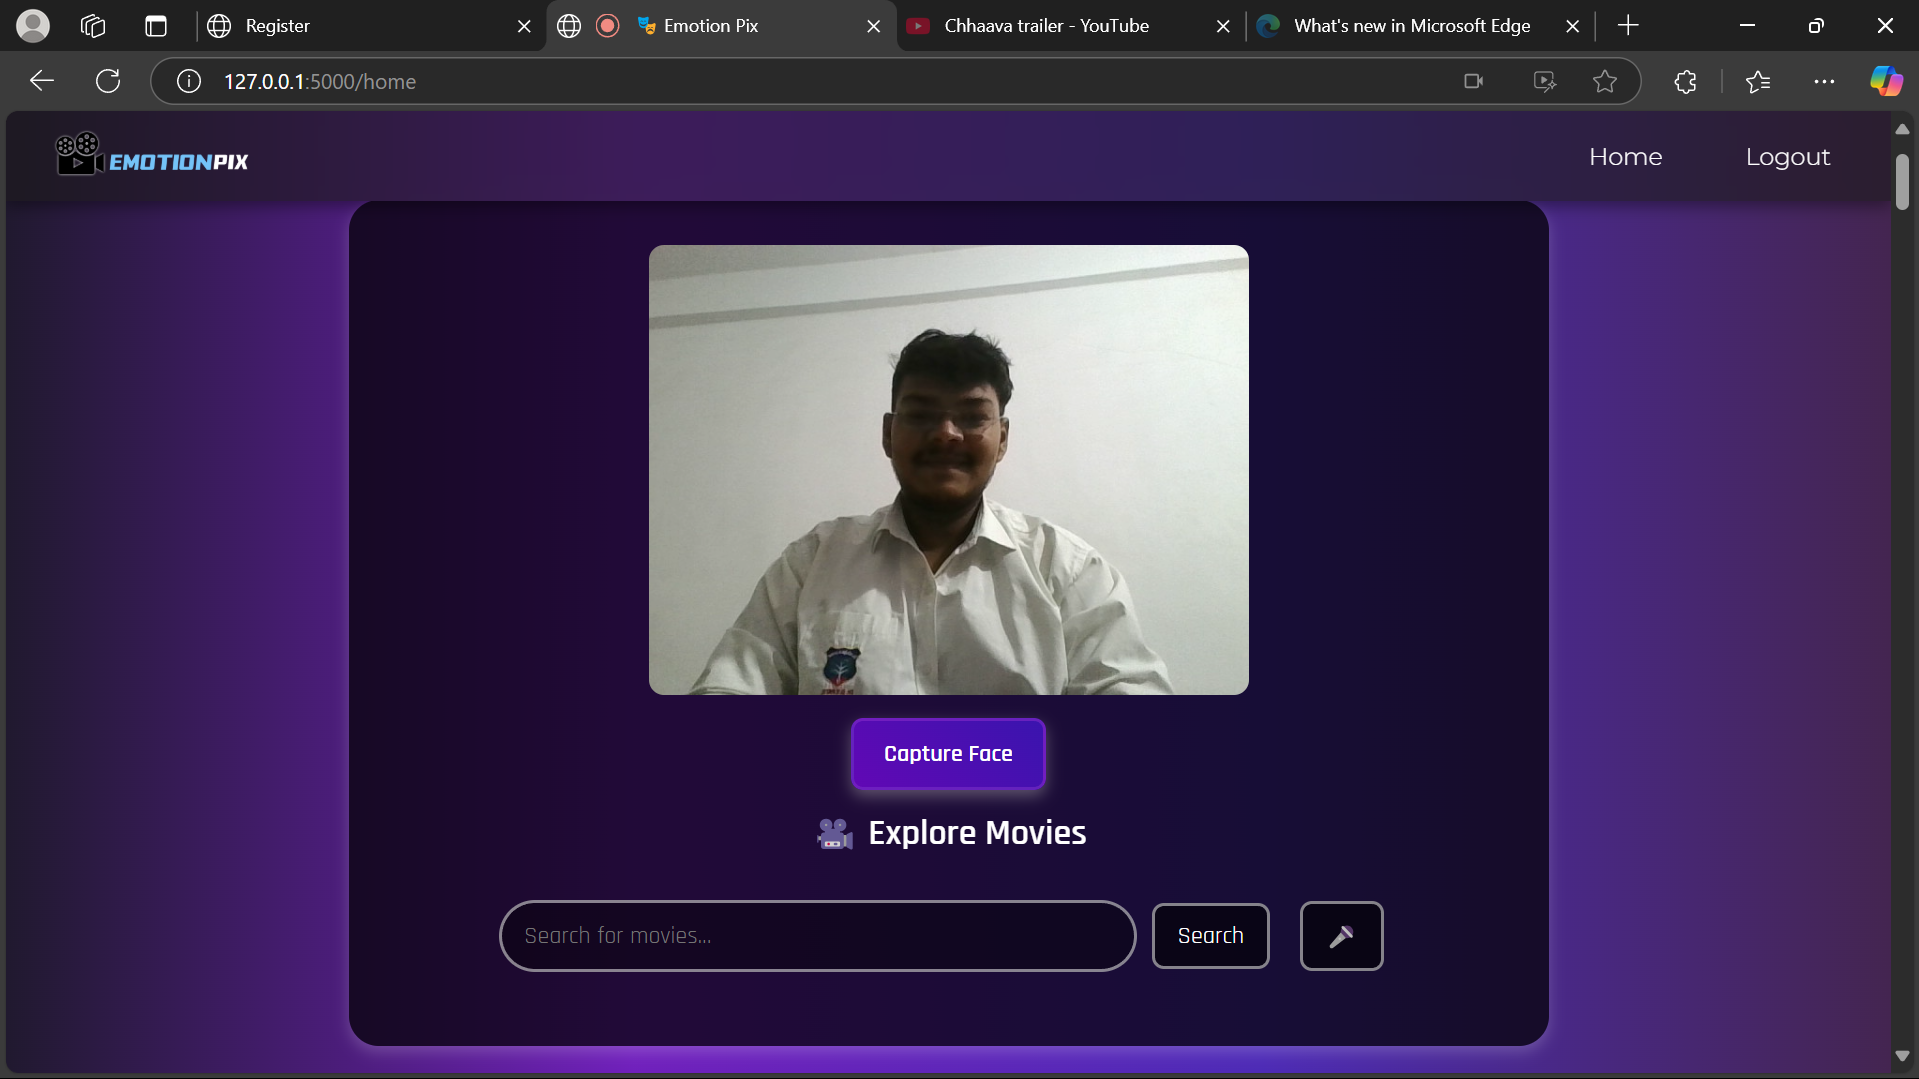 Register
Emotion Pix
Chhaava trailer - YouTube
What's new in Microsoft Edge
127.0.0.1:5000/home
EMOTIONPIX
Home
Logout
Capture Face
Explore Movies
Search for movies...
Search